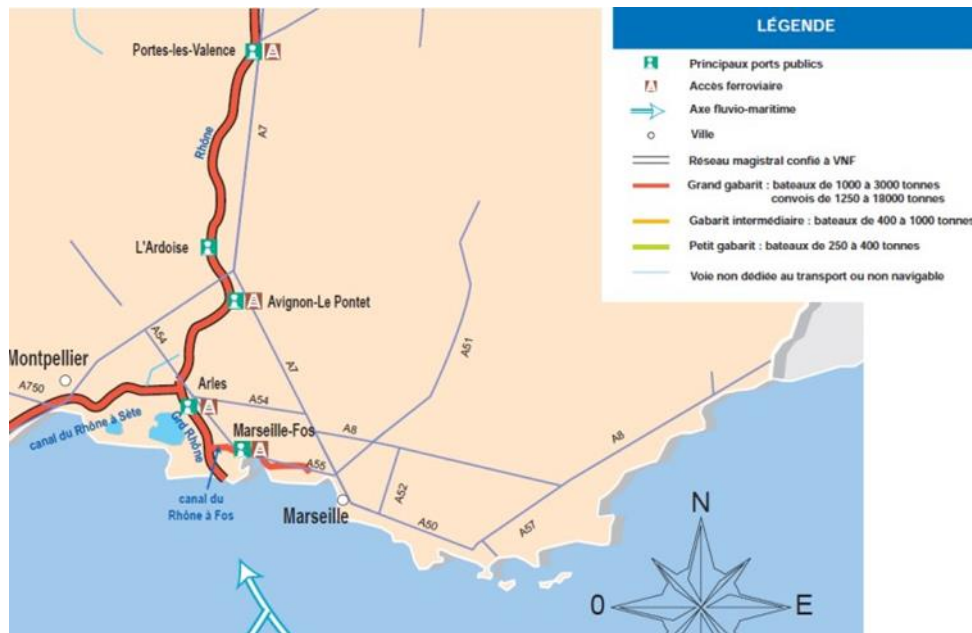 Portes-les-Valence
A7
Rhône
L'Ardoise
Avignon-Le Pontet
A54
A7
A51
Montpellier
A750
Arles
A54
canal du Rhône à Sète
Grd Rhône
Marseille-Fos
A8
A8
A55
canal du
Rhône à Fos
Marseille
A52
A50
A57
N
0
E
LÉGENDE
Principaux ports publics
Accès ferroviaire
Axe fluvio-maritime
Ville
Réseau magistral confié à VNF
Grand gabarit : bateaux de 1000 à 3000 tonnes
convois de 1250 à 18000 tonnes
Gabarit intermédiaire : bateaux de 400 à 1000 tonnes
Petit gabarit : bateaux de 250 à 400 tonnes
Voie non dédiée au transport ou non navigable